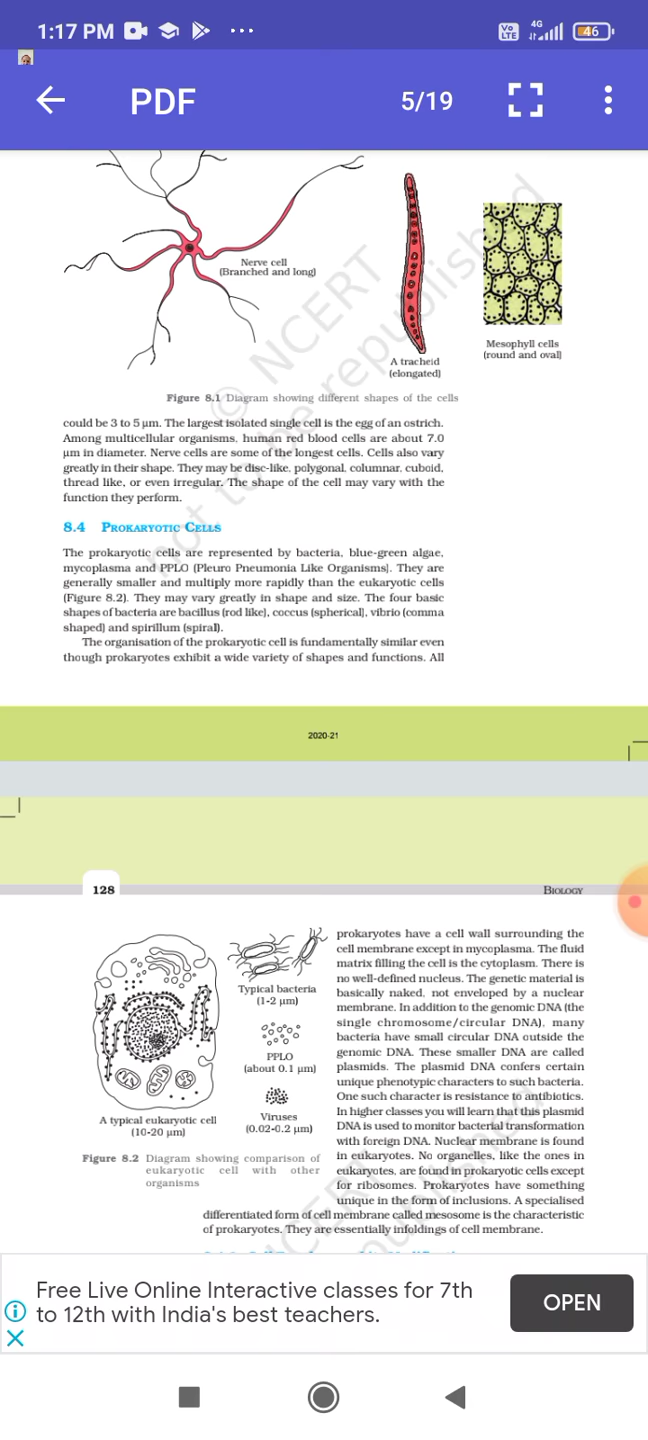 1:17 PM ...
Vo LTE 4G 46
PDF 5/19
Nerve cell
(Branched and long)
A tracheid
(elongated)
Mesophyll cells
(round and oval)
© NCERT
not to be republished
Figure 8.1 Diagram showing different shapes of the cells
could be 3 to 5 µm. The largest isolated single cell is the egg of an ostrich.
Among multicellular organisms, human red blood cells are about 7.0
µm in diameter. Nerve cells are some of the longest cells. Cells also vary
greatly in their shape. They may be disc-like, polygonal, columnar, cuboid,
thread like, or even irregular. The shape of the cell may vary with the
function they perform.
8.4 PROKARYOTIC CELLS
The prokaryotic cells are represented by bacteria, blue-green algae,
mycoplasma and PPLO (Pleuro Pneumonia Like Organisms). They are
generally smaller and multiply more rapidly than the eukaryotic cells
(Figure 8.2). They may vary greatly in shape and size. The four basic
shapes of bacteria are bacillus (rod like), coccus (spherical), vibrio (comma
shaped) and spirillum (spiral).
The organisation of the prokaryotic cell is fundamentally similar even
though prokaryotes exhibit a wide variety of shapes and functions. All
2020-21
128 BIOLOGY
Typical bacteria
(1-2 µm)
PPLO
(about 0.1 µm)
Viruses
(0.02-0.2 µm)
A typical eukaryotic cell
(10-20 µm)
Figure 8.2 Diagram showing comparison of
eukaryotic cell with other
organisms
prokaryotes have a cell wall surrounding the
cell membrane except in mycoplasma. The fluid
matrix filling the cell is the cytoplasm. There is
no well-defined nucleus. The genetic material is
basically naked, not enveloped by a nuclear
membrane. In addition to the genomic DNA (the
single chromosome/circular DNA), many
bacteria have small circular DNA outside the
genomic DNA. These smaller DNA are called
plasmids. The plasmid DNA confers certain
unique phenotypic characters to such bacteria.
One such character is resistance to antibiotics.
In higher classes you will learn that this plasmid
DNA is used to monitor bacterial transformation
with foreign DNA. Nuclear membrane is found
in eukaryotes. No organelles, like the ones in
eukaryotes, are found in prokaryotic cells except
for ribosomes. Prokaryotes have something
unique in the form of inclusions. A specialised
differentiated form of cell membrane called mesosome is the characteristic
of prokaryotes. They are essentially infoldings of cell membrane.
Free Live Online Interactive classes for 7th
to 12th with India's best teachers.
OPEN